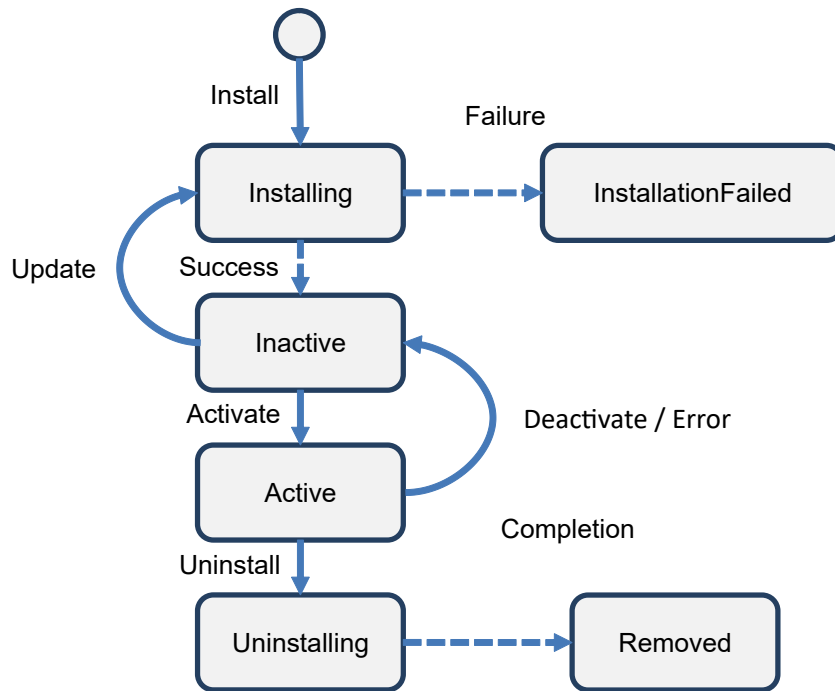 Install
Failure
Installing
InstallationFailed
Update
Success
Inactive
Activate
Deactivate / Error
Active
Completion
Uninstall
Uninstalling
Removed